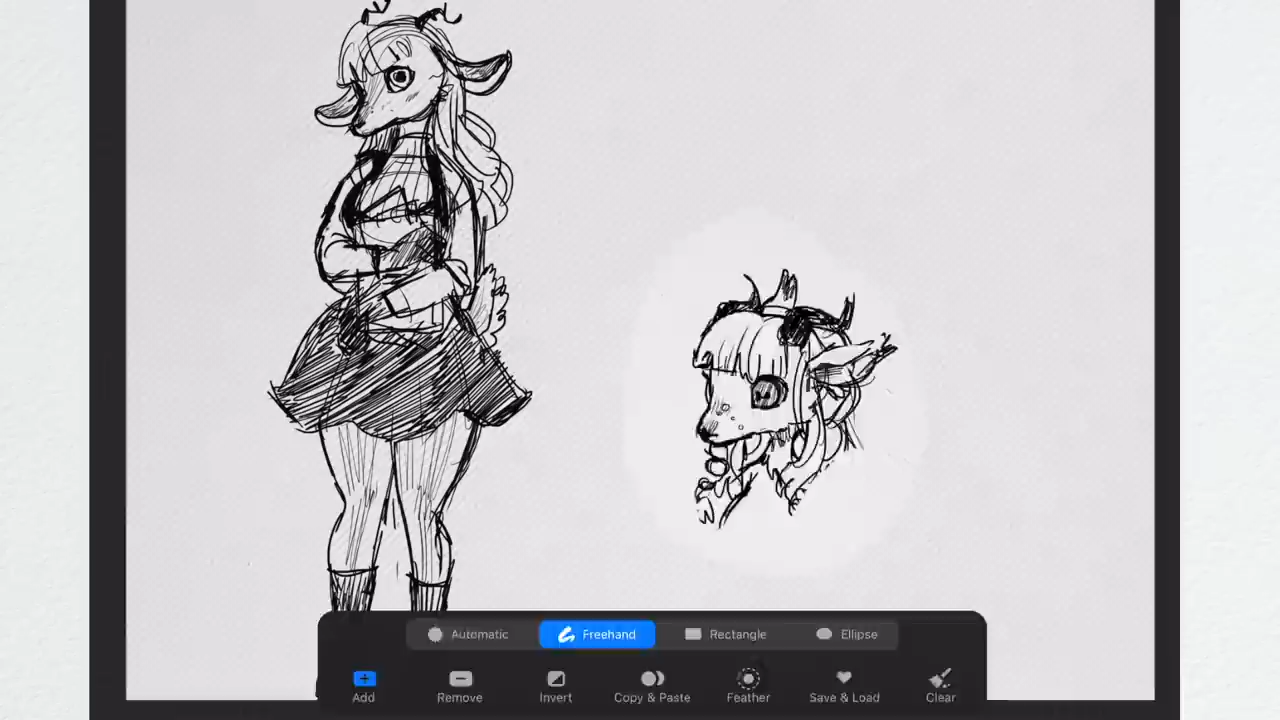 Automatic Freehand Rectangle Ellipse
Add Remove Invert Copy & Paste Feather Save & Load Clear